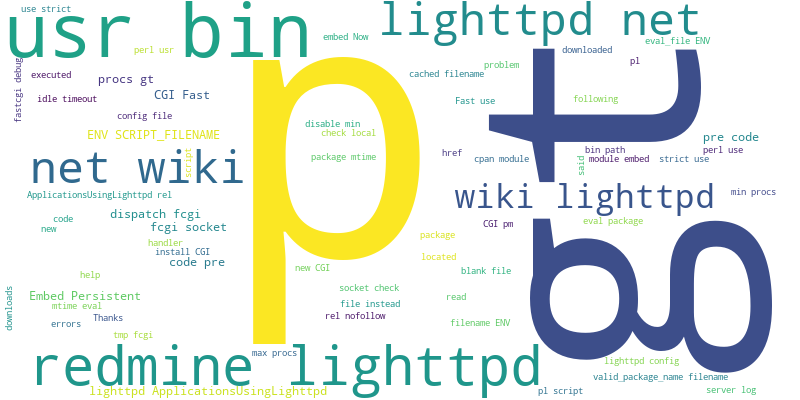 use strict
usr bin
perl usr
embed Now
lighttpd net
eval_file ENV
downloaded
pl
fastcgi debug
executed
procs gt
cached filename
problem
idle timeout
CGI Fast
Fast use
following
config file
p
gt
disable min
check local
ENV SCRIPT_FILENAME
pre code
bin path
perl use
net wiki
script
package mtime
href
cpan module
said
module embed
strict use
ApplicationsUsingLighttpd rel
wiki lighttpd
min procs
dispatch fcgi
code
fcgi socket
new
CGI pm
eval package
handler
package
install CGI
located
code pre
new CGI
blank file
help
socket check
Embed Persistent
read
mtime eval
file instead
downloads
Thanks
rel nofollow
errors
filename ENV
tmp fcgi
redmine lighttpd
max procs
lighttpd config
valid_package_name filename
lighttpd ApplicationsUsingLighttpd
pl script
server log